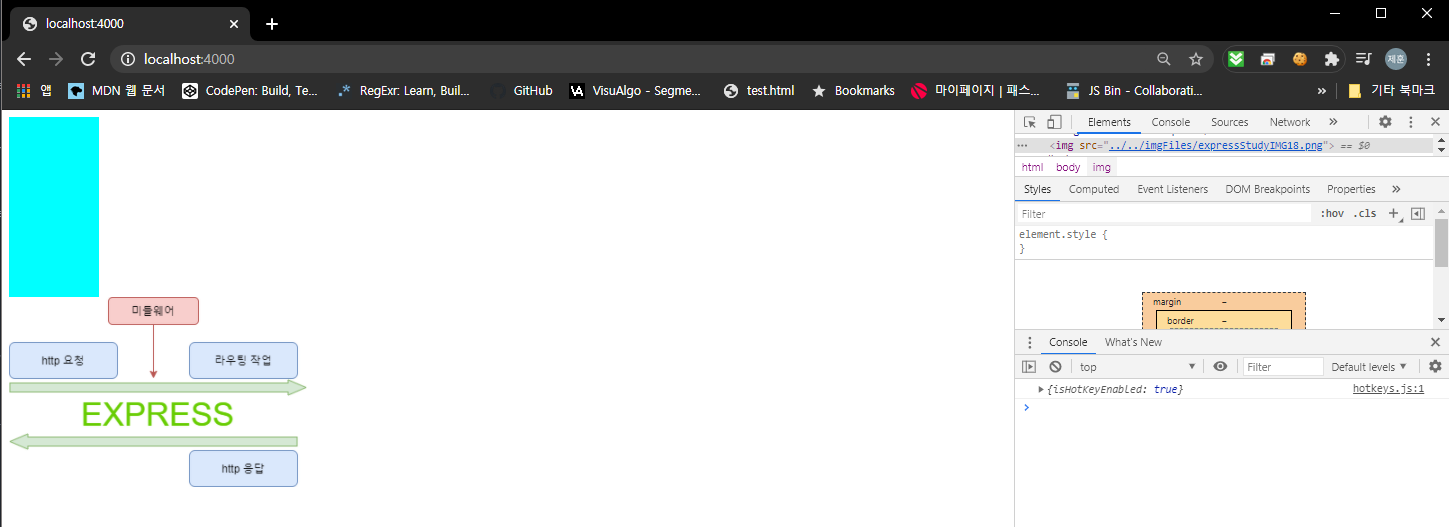 localhost:4000
localhost:4000
제훈
앱 MDN 웹 문서 CodePen: Build, Te... RegExr: Learn, Buil... GitHub VisuAlgo - Segme... test.html Bookmarks 마이페이지 | 패스... JS Bin - Collaborati... » 기타 북마크
Elements Console Sources Network »
<img src="../../imgFiles/expressStudyIMG18.png"> == $0
html body img
Styles Computed Event Listeners DOM Breakpoints Properties »
Filter :hov .cls +
element.style {
}
margin -
border -
Console What's New
top Filter Default levels
{isHotKeyEnabled: true} hotkeys.js:1
미들웨어
http 요청 라우팅 작업
EXPRESS
http 응답